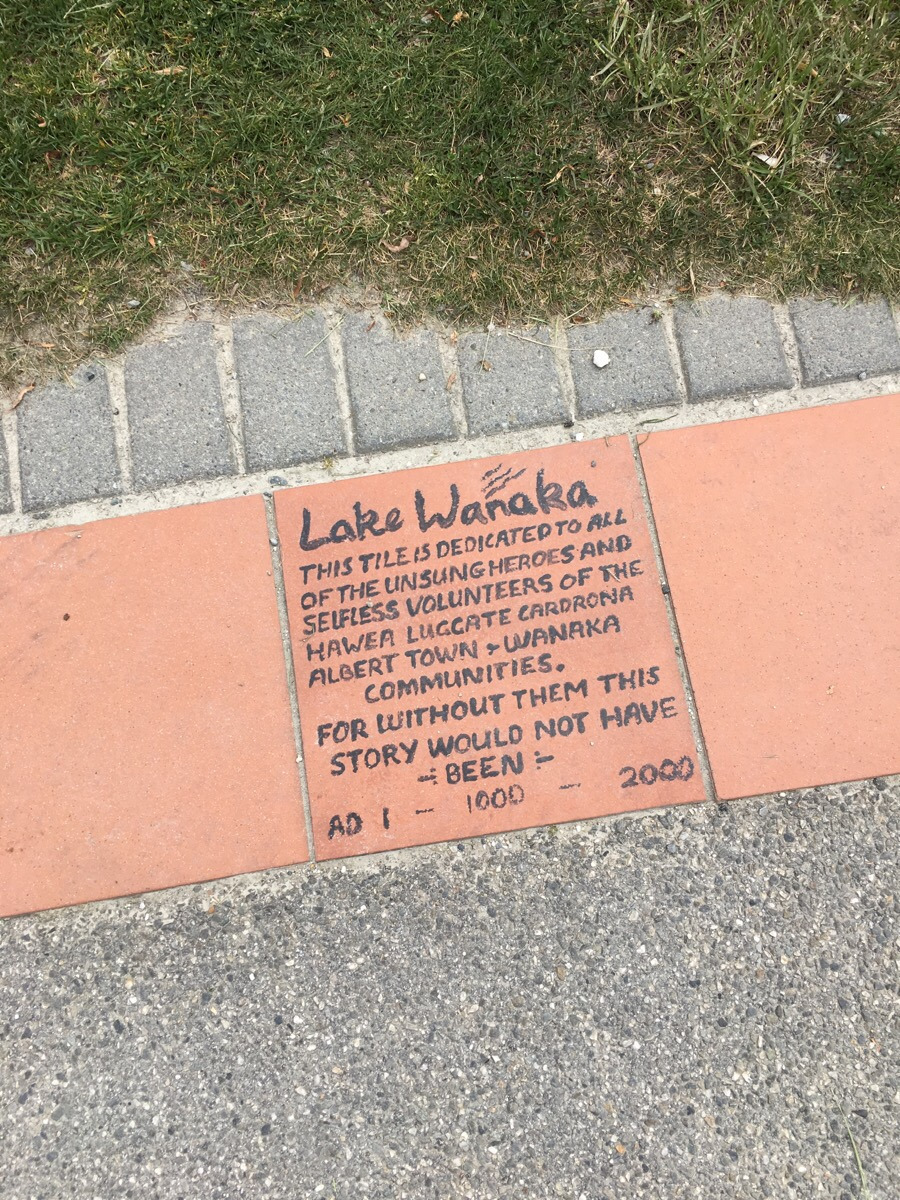 Lake Wanaka
THIS TILE IS DEDICATED TO ALL
OF THE UNSUNG HEROES AND
SELFLESS VOLUNTEERS OF THE
HAWEA LUGGATE CARDRONA
ALBERT TOWN + WANAKA
COMMUNITIES.
FOR WITHOUT THEM THIS
STORY WOULD NOT HAVE
BEEN
AD 1 - 1000 - 2000